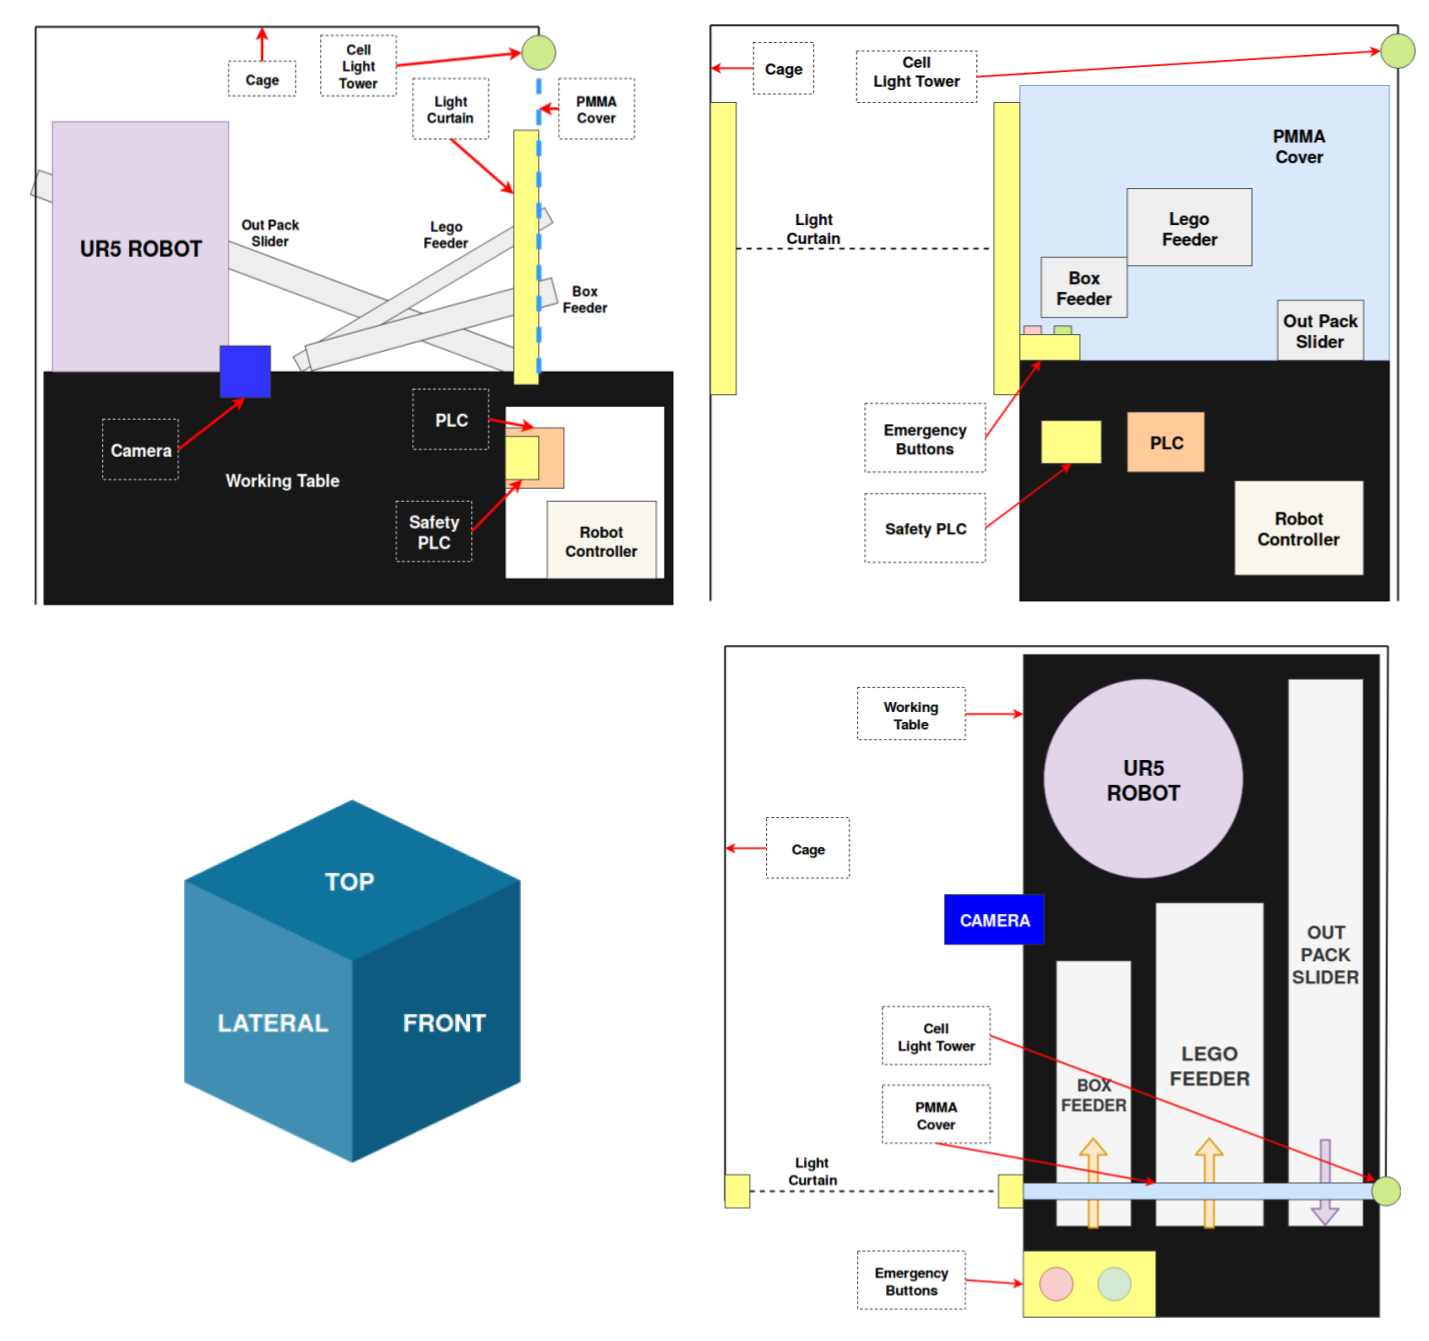 Cage
Cell
Light
Tower
Light
Curtain
PMMA
Cover
UR5 ROBOT
Out Pack
Slider
Lego
Feeder
Box
Feeder
Camera
Working Table
PLC
Safety
PLC
Robot
Controller
Cage
Cell
Light Tower
PMMA
Cover
Light
Curtain
Lego
Feeder
Box
Feeder
Out Pack
Slider
Emergency
Buttons
PLC
Safety PLC
Robot
Controller
TOP
LATERAL
FRONT
Working
Table
UR5
ROBOT
Cage
CAMERA
OUT
PACK
SLIDER
Cell
Light Tower
LEGO
FEEDER
BOX
FEEDER
PMMA
Cover
Light
Curtain
Emergency
Buttons